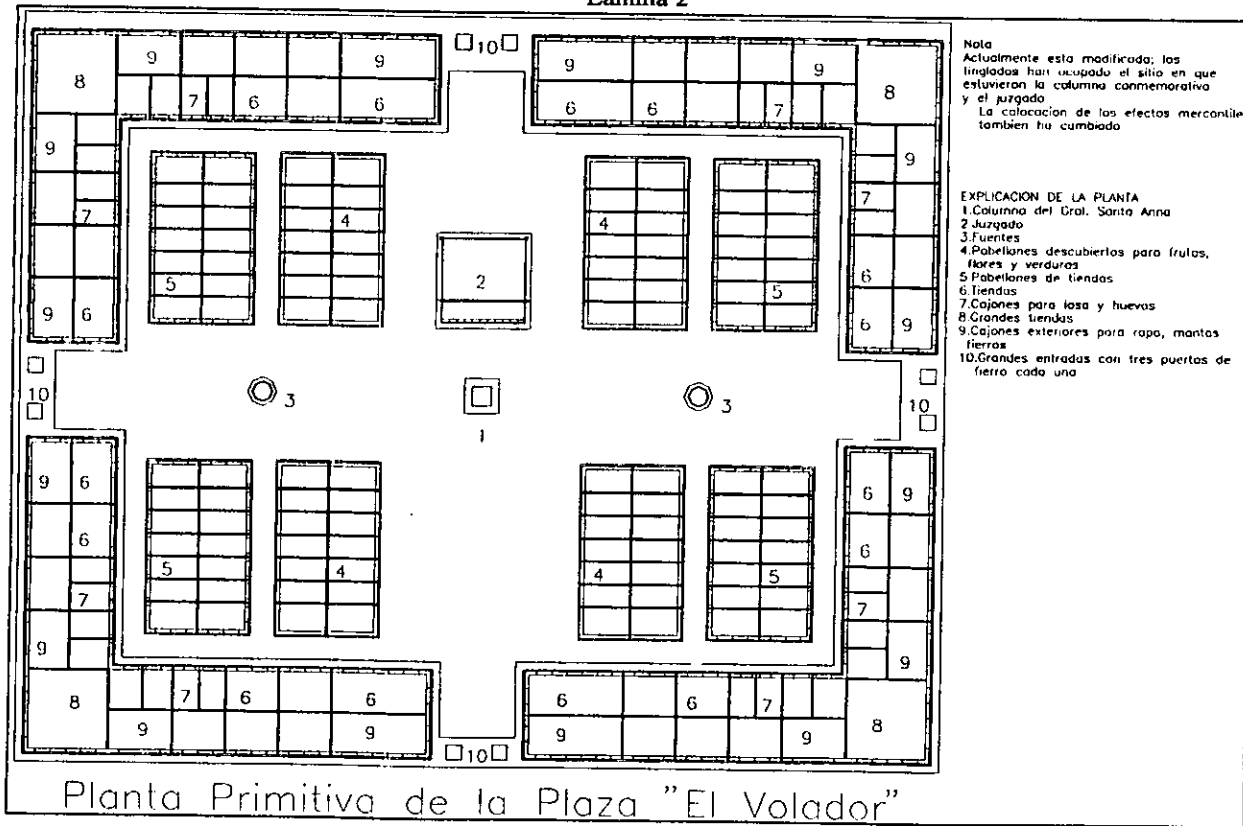 Lámina 2
10
9
9
8
7
6
6
9
9
8
6
6
7
9
7
9
6
9
7
6
6
9
4
5
4
5
2
10
3
1
3
10
9
6
6
7
9
8
5
4
4
5
6
9
6
7
9
8
7
6
6
9
9
6
6
7
9
9
10
Nota
Actualmente esta modificada; los
tinglados han ocupado el sitio en que
estuvieron la columna conmemorativa
y el juzgado
La colocacion de los efectos mercantile
tambien ha cambiado
EXPLICACION DE LA PLANTA
1.Columna del Gral. Santa Anna
2 Juzgado
3.Fuentes
4.Pabellones descubiertos para frutas,
flores y verduras
5 Pabellones de tiendas
6.Tiendas
7.Cajones para losa y huevos
8.Grandes tiendas
9.Cajones exteriores para ropa, mantas
fierros
10.Grandes entradas con tres puertas de
fierro cada una
Planta Primitiva de la Plaza "El Volador"